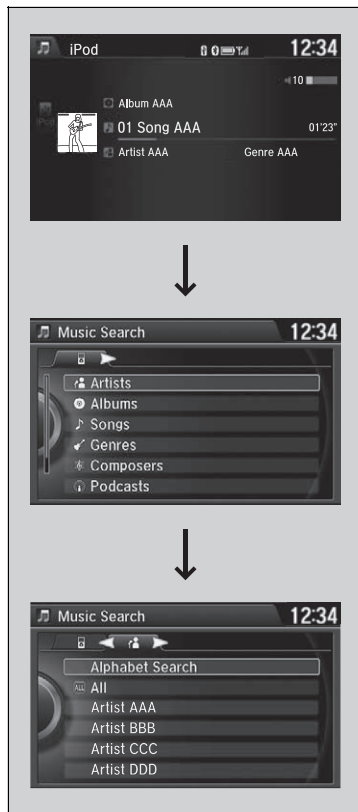 iPod 12:34
10
Album AAA
01 Song AAA 01'23"
Artist AAA Genre AAA
Music Search 12:34
Artists
Albums
Songs
Genres
Composers
Podcasts
Music Search 12:34
Alphabet Search
ALL All
Artist AAA
Artist BBB
Artist CCC
Artist DDD